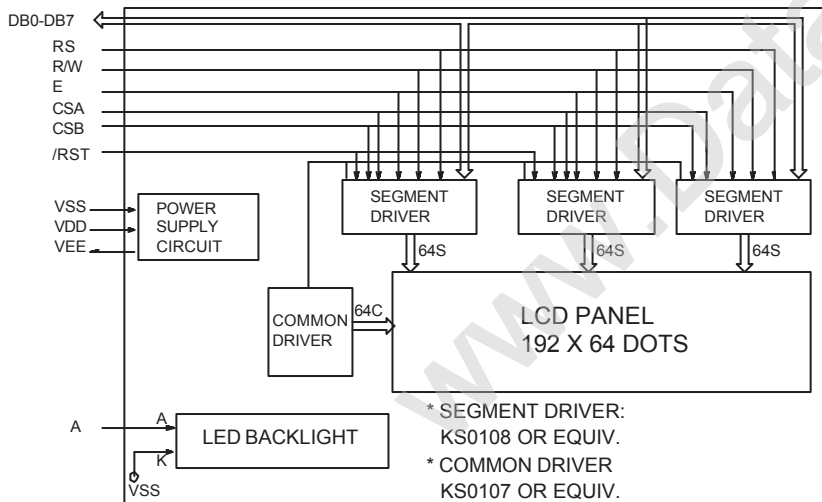 DB0-DB7
RS
R/W
E
CSA
CSB
/RST
SEGMENT
DRIVER
SEGMENT
DRIVER
SEGMENT
DRIVER
VSS
VDD
VEE
POWER
SUPPLY
CIRCUIT
64S
64S
64S
COMMON
DRIVER
64C
LCD PANEL
192 X 64 DOTS
A
A
K
VSS
LED BACKLIGHT
* SEGMENT DRIVER:
KS0108 OR EQUIV.
* COMMON DRIVER
KS0107 OR EQUIV.
www.Data